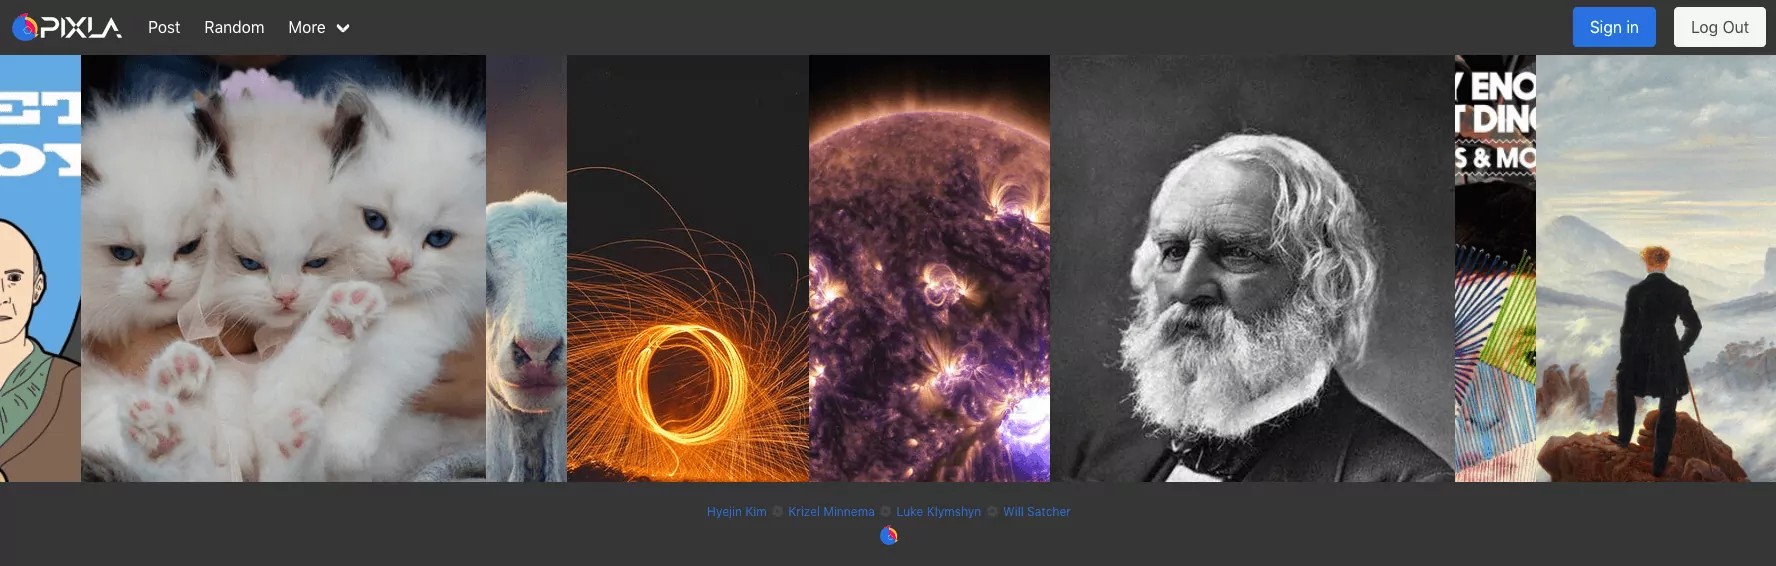 PIXLA
Post
Random
More
Sign in
Log Out
ET
OY
Y ENO
T DIN
S & MO
Hyejin Kim
Krizel Minnema
Luke Klymshyn
Will Satcher